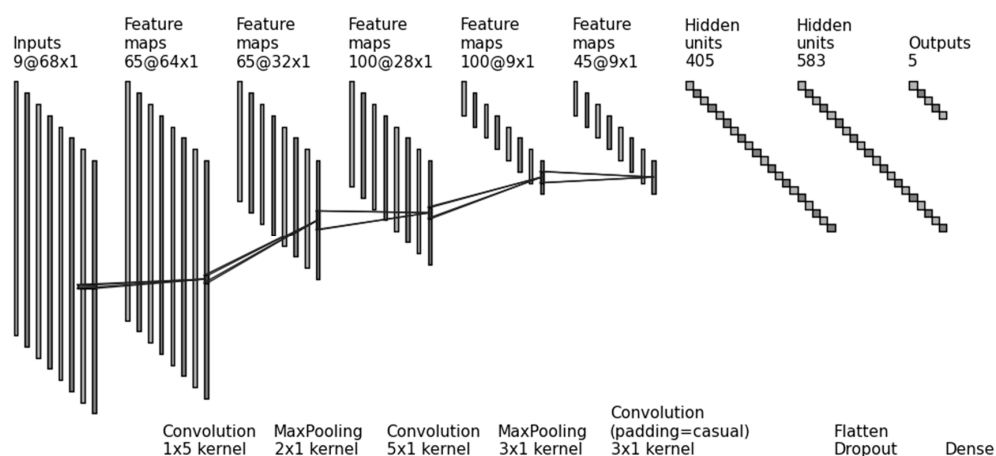 Inputs
9@68x1
Feature
maps
65@64x1
Feature
maps
65@32x1
Feature
maps
100@28x1
Feature
maps
100@9x1
Feature
maps
45@9x1
Hidden
units
405
Hidden
units
583
Outputs
5
Convolution
1x5 kernel
MaxPooling
2x1 kernel
Convolution
5x1 kernel
MaxPooling
3x1 kernel
Convolution
(padding=casual)
3x1 kernel
Flatten
Dropout
Dense